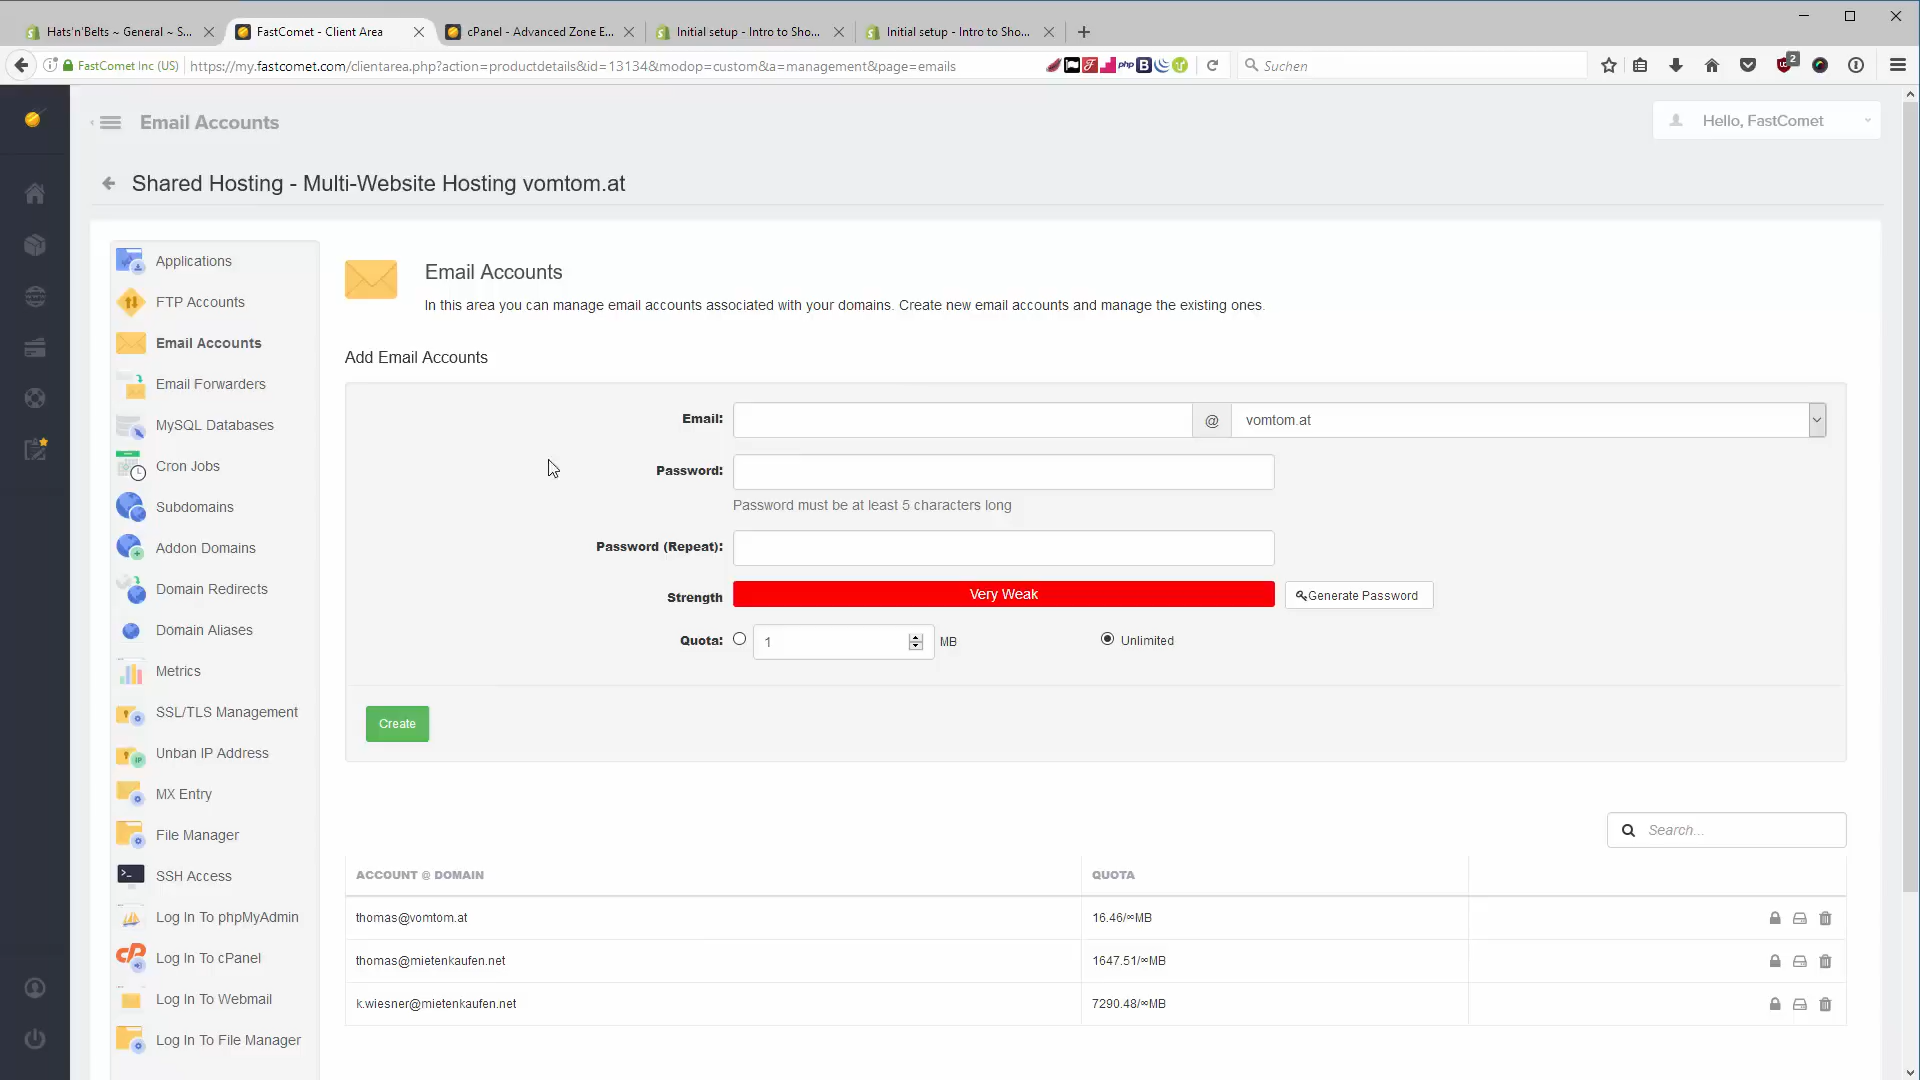 Hats'n'Belts ~ General ~ S...
FastComet - Client Area
cPanel - Advanced Zone E...
Initial setup - Intro to Sho...
Initial setup - Intro to Sho...
FastComet Inc (US)
https://my.fastcomet.com/clientarea.php?action=productdetails&id=13134&modop=custom&a=management&page=emails
php
B
Suchen
2
Email Accounts
Hello, FastComet
Shared Hosting - Multi-Website Hosting vomtom.at
Applications
FTP Accounts
Email Accounts
Email Forwarders
MySQL Databases
Cron Jobs
Subdomains
Addon Domains
Domain Redirects
Domain Aliases
Metrics
SSL/TLS Management
Unban IP Address
MX Entry
File Manager
SSH Access
Log In To phpMyAdmin
Log In To cPanel
Log In To Webmail
Log In To File Manager
Email Accounts
In this area you can manage email accounts associated with your domains. Create new email accounts and manage the existing ones.
Add Email Accounts
Email:
@
vomtom.at
Password:
Password must be at least 5 characters long
Password (Repeat):
Strength
Very Weak
Generate Password
Quota:
1
MB
Unlimited
Create
Search...
ACCOUNT @ DOMAIN
QUOTA
thomas@vomtom.at
16.46/∞MB
thomas@mietenkaufen.net
1647.51/∞MB
k.wiesner@mietenkaufen.net
7290.48/∞MB